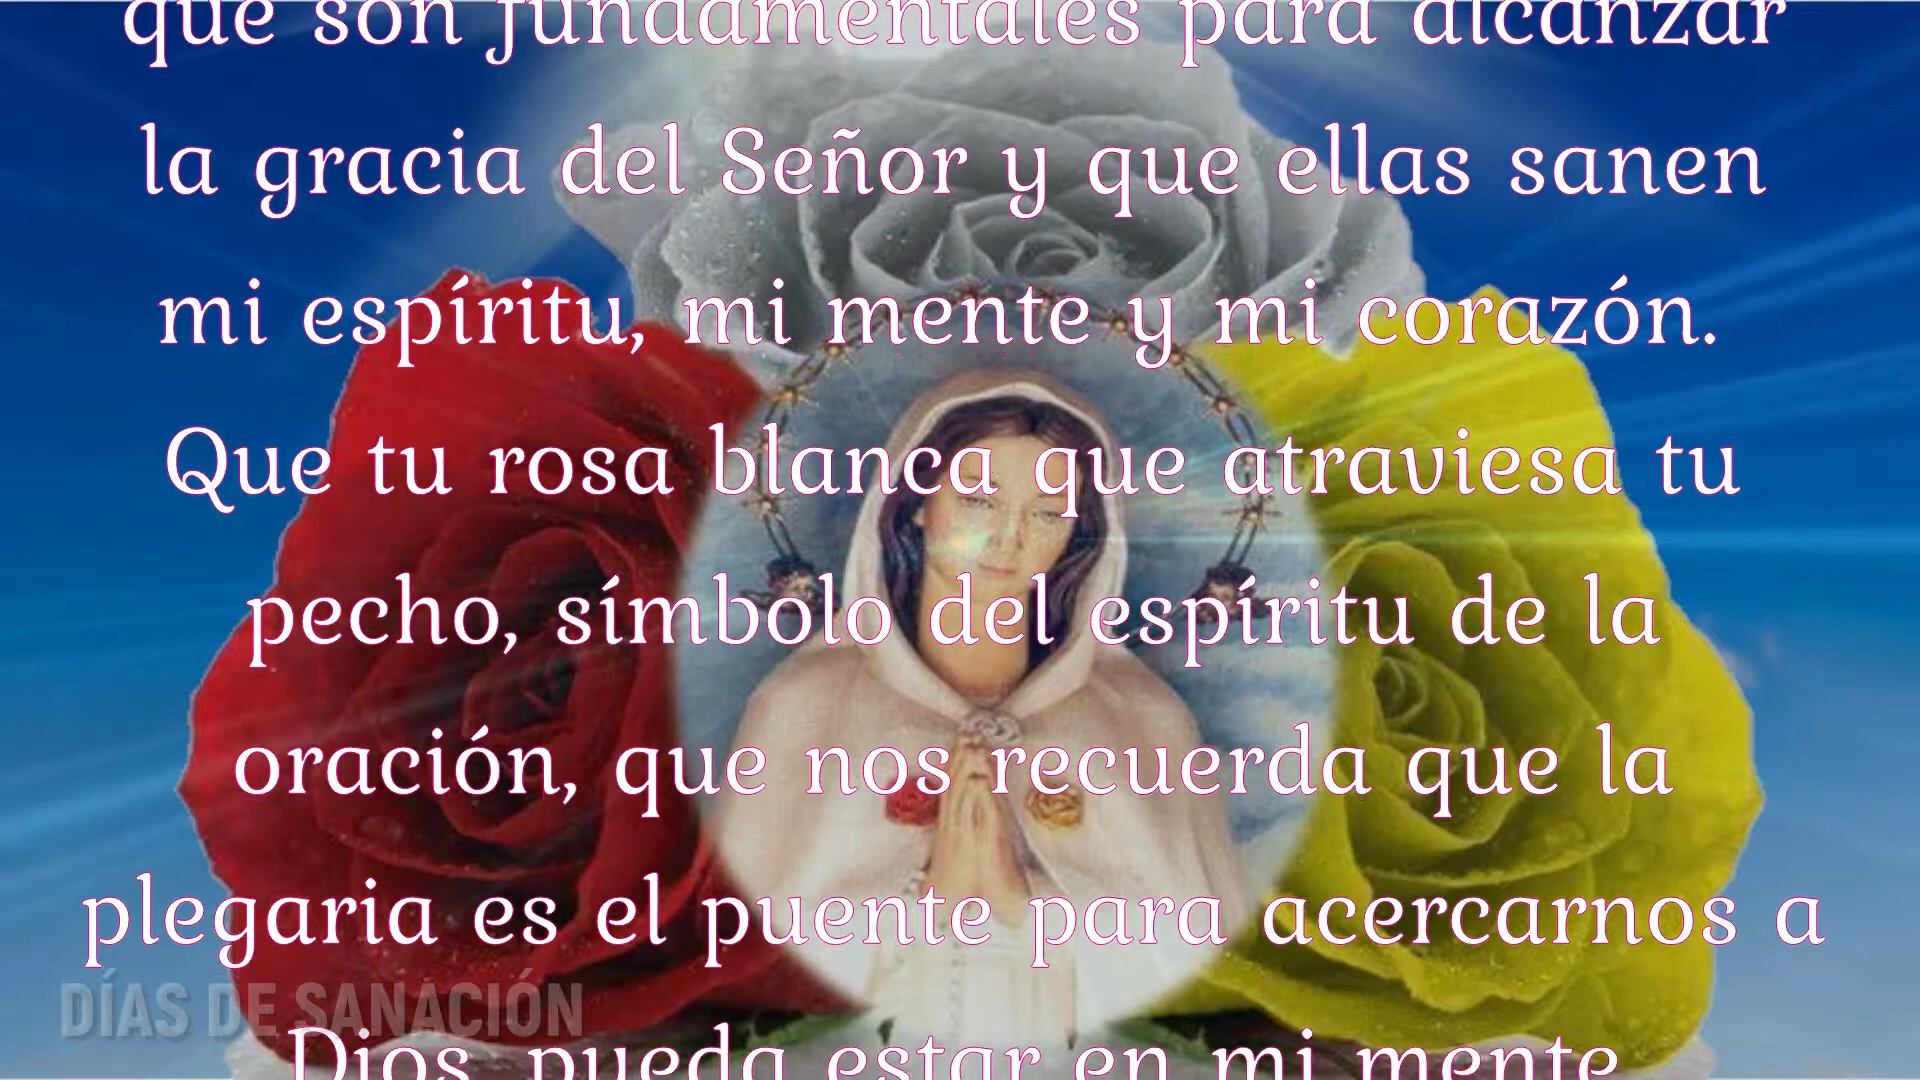 que son fundamentales para alcanzar
la gracia del Señor y que ellas sanen
mi espíritu, mi mente y mi corazón.
Que tu rosa blanca que atraviesa tu
pecho, símbolo del espíritu de la
oración, que nos recuerda que la
plegaria es el puente para acercarnos a
DÍAS DE SANACIÓN
Dios, pueda estar en mi mente